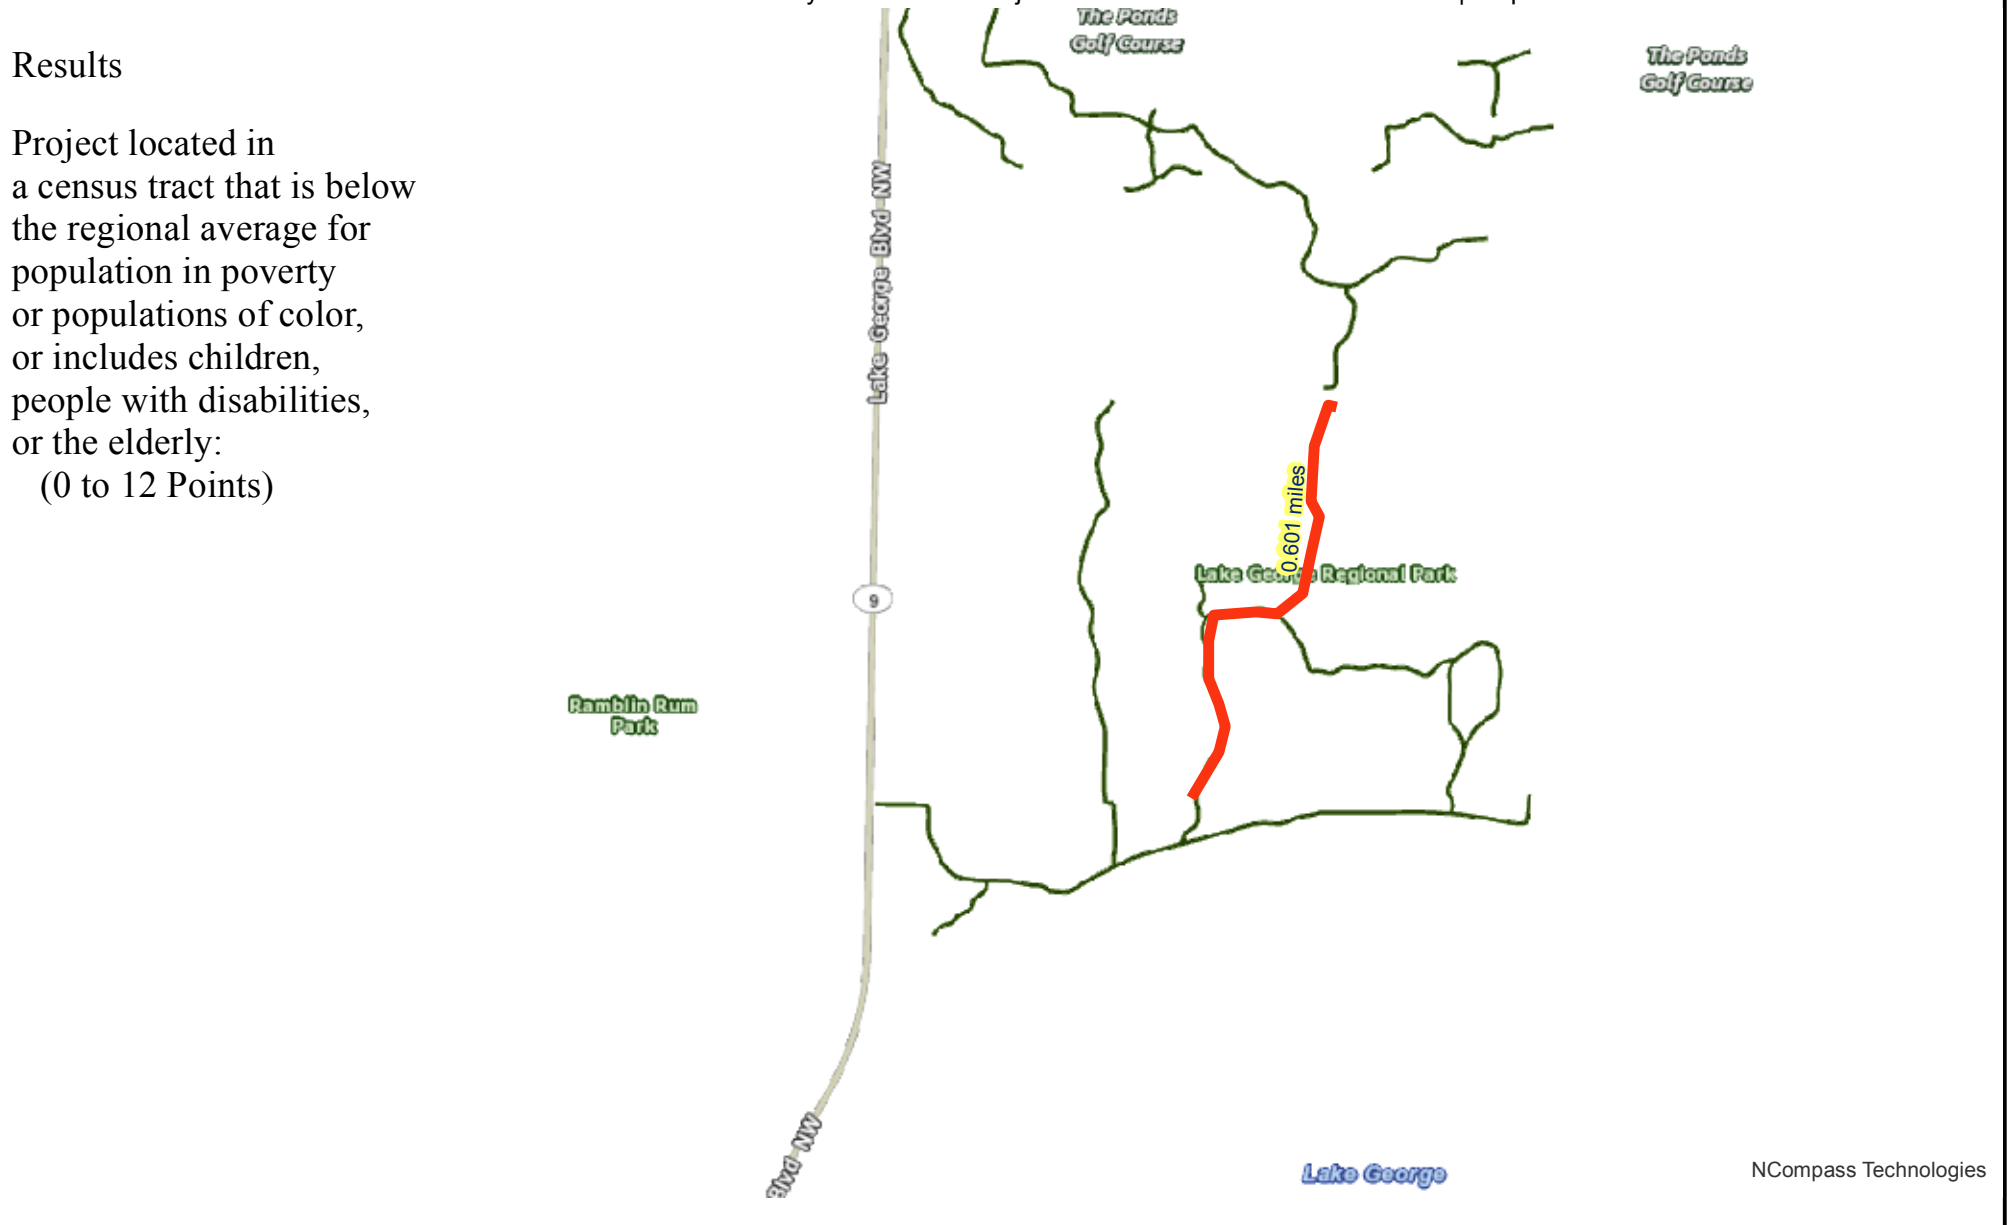 Results
Project located in
a census tract that is below
the regional average for
population in poverty
or populations of color,
or includes children,
people with disabilities,
or the elderly:
(0 to 12 Points)
The Ponds
Golf Course
The Ponds
Golf Course
Lake George Blvd NW
0.601 miles
Lake George Regional Park
9
Ramblin Rum
Park
Blvd NW
Lake George
NCompass Technologies